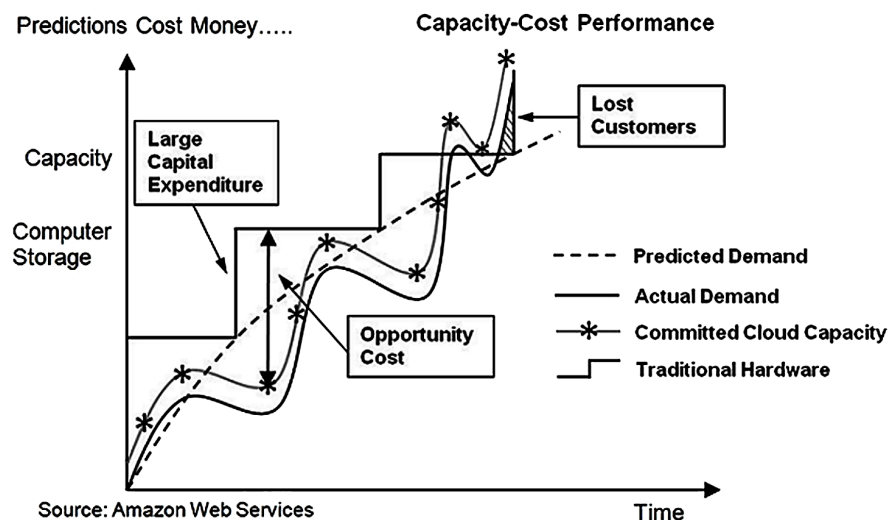 Predictions Cost Money.....
Capacity-Cost Performance
Large
Capital
Expenditure
Lost
Customers
Capacity
Computer
Storage
Opportunity
Cost
Predicted Demand
Actual Demand
Committed Cloud Capacity
Traditional Hardware
Source: Amazon Web Services
Time